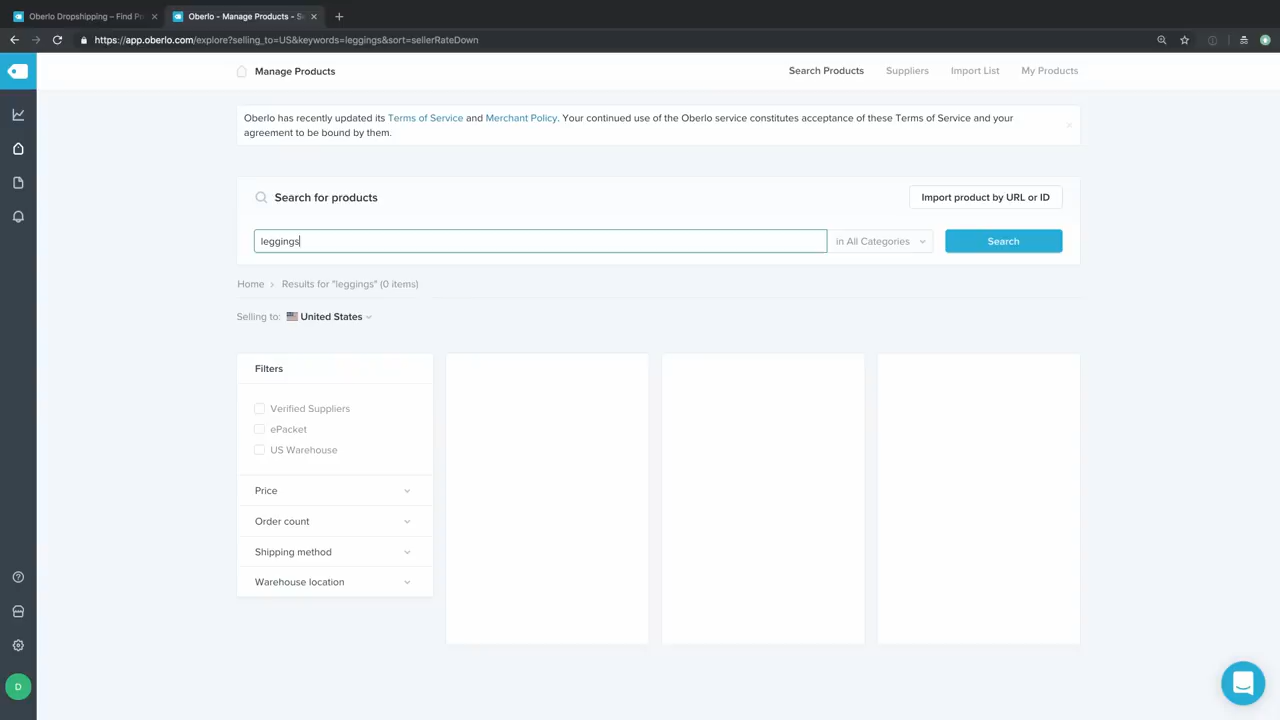 Oberlo Dropshipping – Find P
Oberlo - Manage Products - S
https://app.oberlo.com/explore?selling_to=US&keywords=leggings&sort=sellerRateDown
Manage Products
Search Products
Suppliers
Import List
My Products
Oberlo has recently updated its Terms of Service and Merchant Policy. Your continued use of the Oberlo service constitutes acceptance of these Terms of Service and your
agreement to be bound by them.
Search for products
Import product by URL or ID
leggings
in All Categories
Search
Home > Results for "leggings" (0 items)
Selling to: United States
Filters
Verified Suppliers
ePacket
US Warehouse
Price
Order count
Shipping method
Warehouse location
D